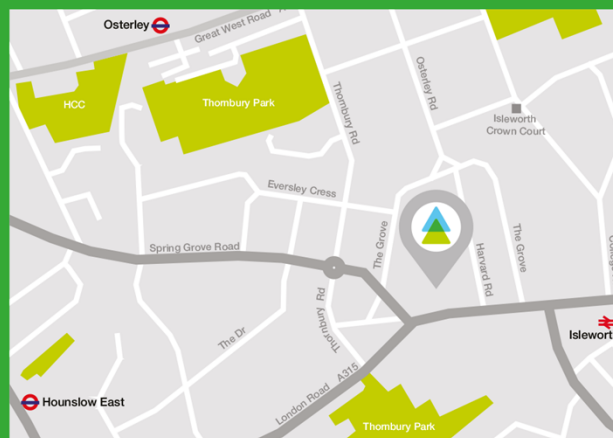 Osterley
Great West Road A
HCC
Thornbury Park
Thornbury Rd
Osterley Rd
Isleworth
Crown Court
Eversley Cress
The Grove
Harvard Rd
The Grove
Spring Grove Road
Thornbury Rd
The Dr
Islewort
London Road A315
Hounslow East
Thornbury Park